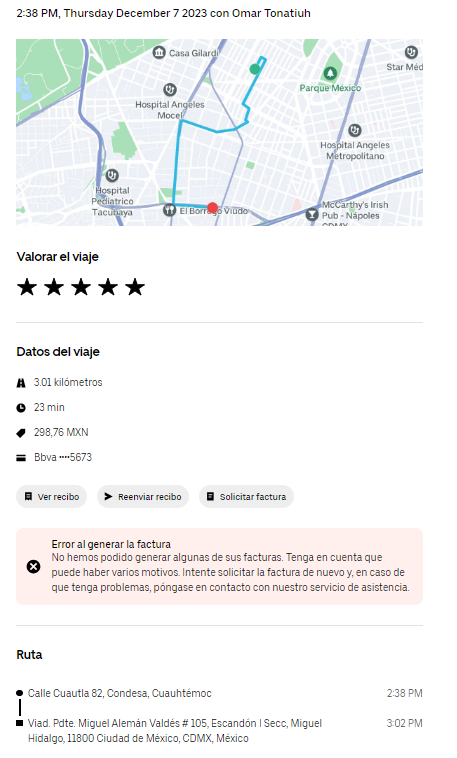 2:38 PM, Thursday December 7 2023 con Omar Tonatiuh
Casa Gilardi
Star Méd
Parque México
Hospital Angeles
Mocel
Hospital Angeles
Metropolitano
Hospital
Pediatrico
Tacubaya
El Borrego Viudo
McCarthy's Irish
Pub - Nápoles
CDMX
Valorar el viaje
Datos del viaje
3.01 kilómetros
23 min
298,76 MXN
Bbva ••••5673
Ver recibo
Reenviar recibo
Solicitar factura
Error al generar la factura
No hemos podido generar algunas de sus facturas. Tenga en cuenta que
puede haber varios motivos. Intente solicitar la factura de nuevo y, en caso de
que tenga problemas, póngase en contacto con nuestro servicio de asistencia.
Ruta
Calle Cuautla 82, Condesa, Cuauhtémoc 2:38 PM
Viad. Pdte. Miguel Alemán Valdés # 105, Escandón I Secc, Miguel 3:02 PM
Hidalgo, 11800 Ciudad de México, CDMX, México